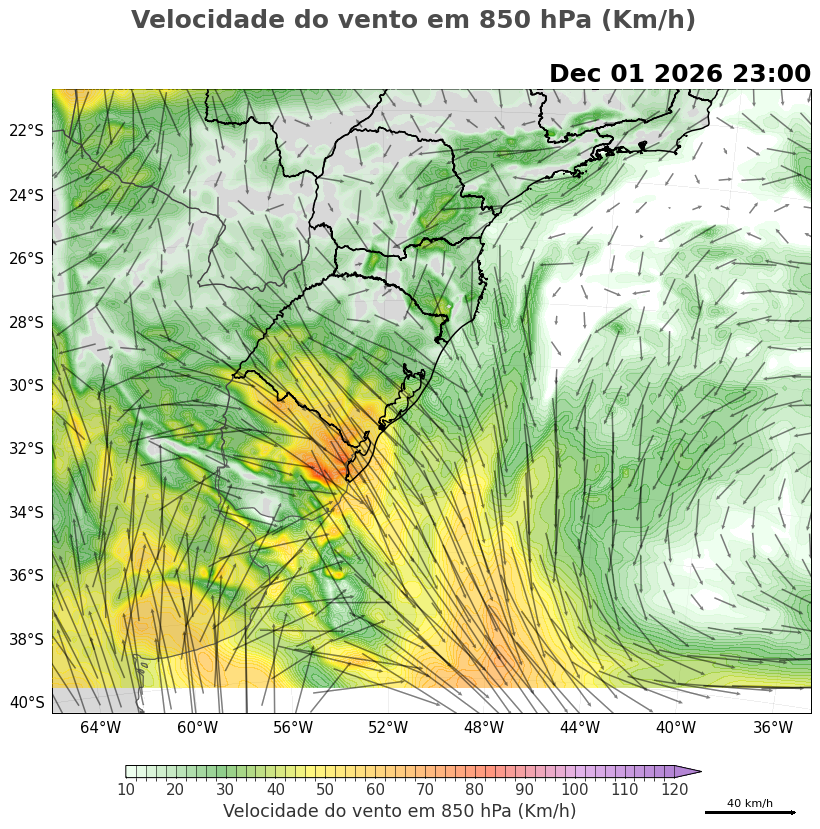 Velocidade do vento em 850 hPa (Km/h)
Dec 01 2026 23:00
22°S
24°S
26°S
28°S
30°S
32°S
34°S
36°S
38°S
40°S
64°W 60°W 56°W 52°W 48°W 44°W 40°W 36°W
10 20 30 40 50 60 70 80 90 100 110 120
Velocidade do vento em 850 hPa (Km/h)
40 km/h